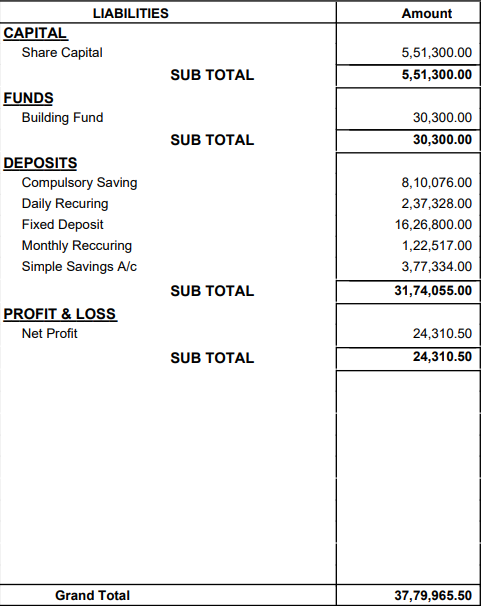 LIABILITIES Amount
CAPITAL
Share Capital 5,51,300.00
SUB TOTAL 5,51,300.00
FUNDS
Building Fund 30,300.00
SUB TOTAL 30,300.00
DEPOSITS
Compulsory Saving 8,10,076.00
Daily Recuring 2,37,328.00
Fixed Deposit 16,26,800.00
Monthly Reccuring 1,22,517.00
Simple Savings A/c 3,77,334.00
SUB TOTAL 31,74,055.00
PROFIT & LOSS
Net Profit 24,310.50
SUB TOTAL 24,310.50
Grand Total 37,79,965.50